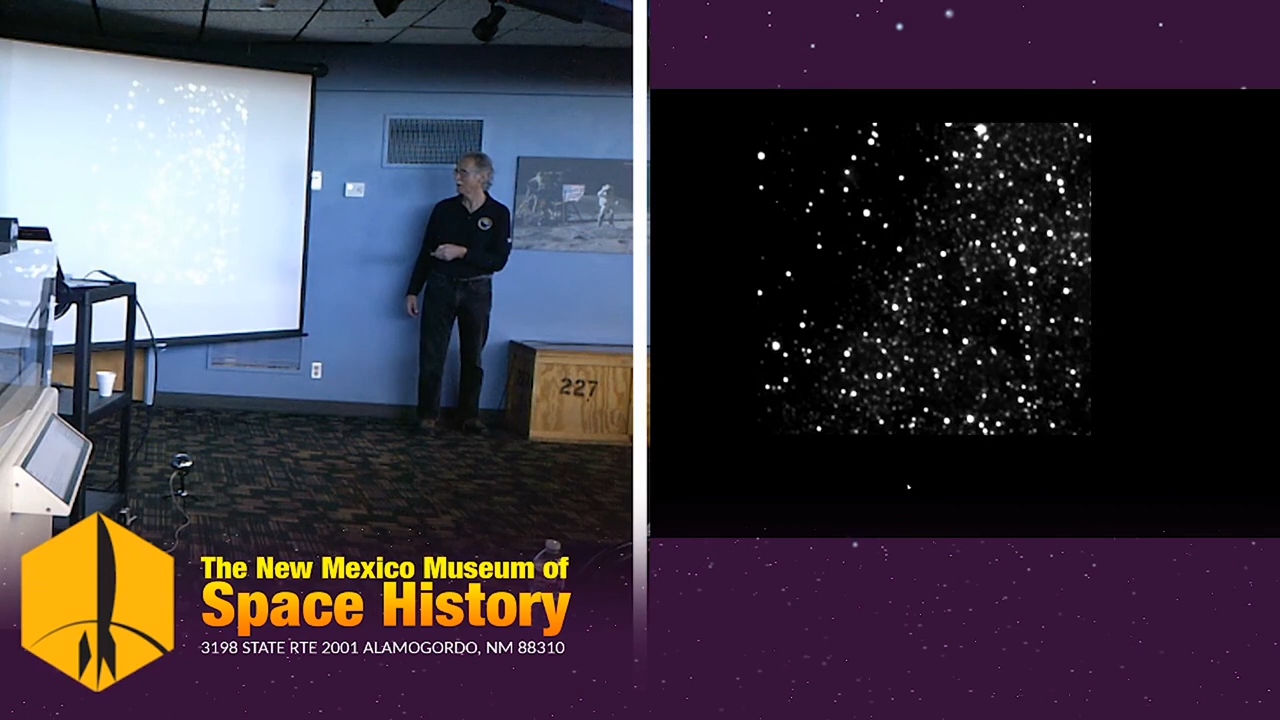 227
The New Mexico Museum of
Space History
3198 STATE RTE 2001 ALAMOGORDO, NM 88310